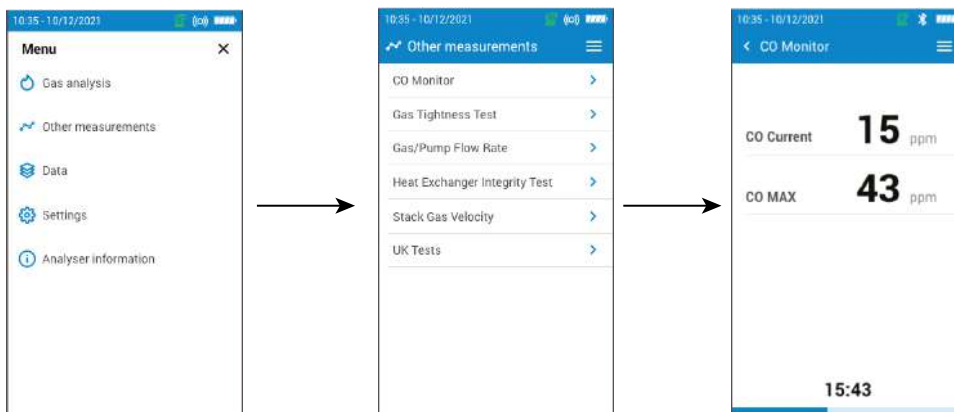 10:35 - 10/12/2021
Menu
Gas analysis
Other measurements
Data
Settings
Analyser information
10:35 - 10/12/2021
Other measurements
CO Monitor
Gas Tightness Test
Gas/Pump Flow Rate
Heat Exchanger Integrity Test
Stack Gas Velocity
UK Tests
10:35 - 10/12/2021
CO Monitor
CO Current 15 ppm
CO MAX 43 ppm
15:43